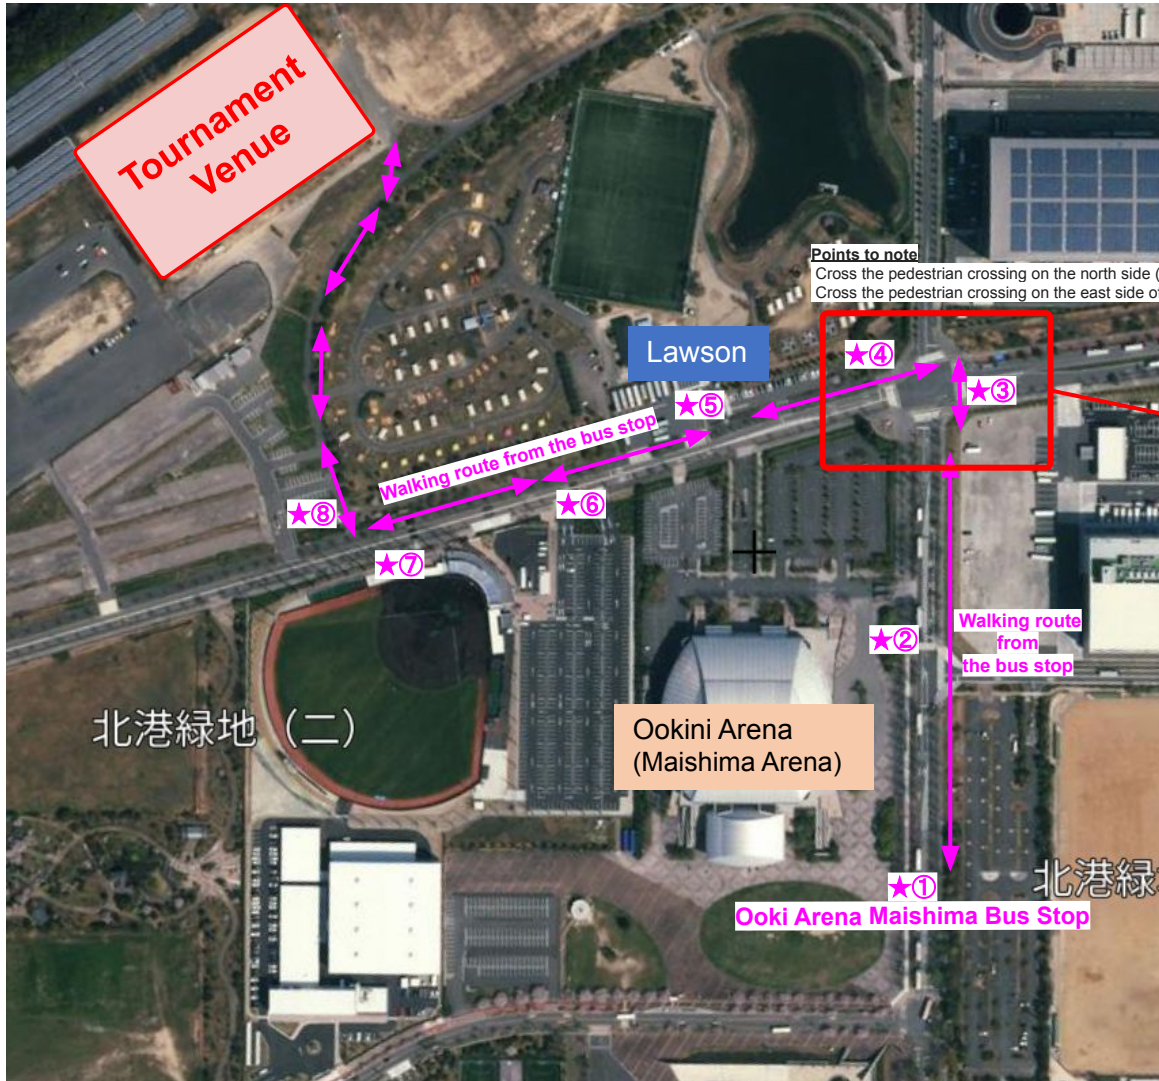 Tournament
Venue
Points to note
Cross the pedestrian crossing on the north side (
Cross the pedestrian crossing on the east side of
Lawson
★④
★③
★⑤
Walking route from the bus stop
★⑥
★⑧
★⑦
★②
Walking route
from
the bus stop
北港緑地（二）
Ookini Arena
(Maishima Arena)
★①
北港緑
Ooki Arena Maishima Bus Stop